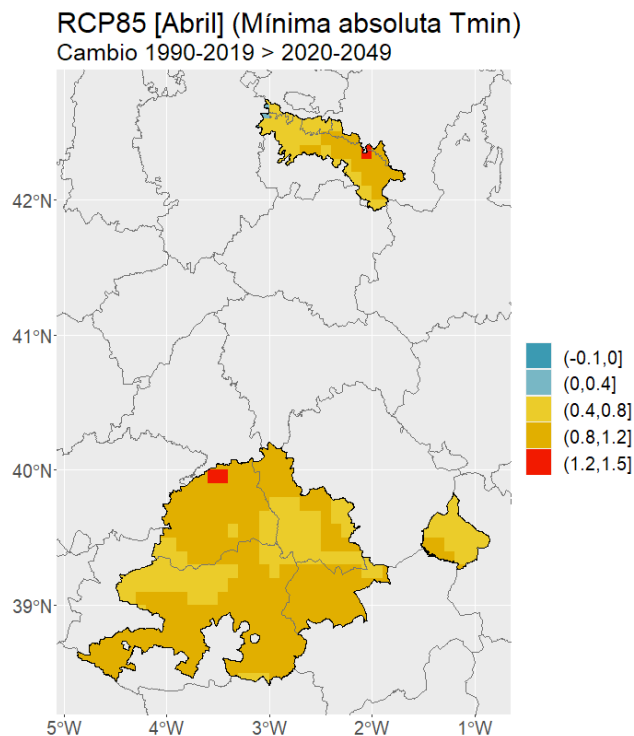 RCP85 [Abril] (Mínima absoluta Tmin)
Cambio 1990-2019 > 2020-2049
42°N
41°N
40°N
39°N
5°W 4°W 3°W 2°W 1°W
(-0.1,0]
(0,0.4]
(0.4,0.8]
(0.8,1.2]
(1.2,1.5]